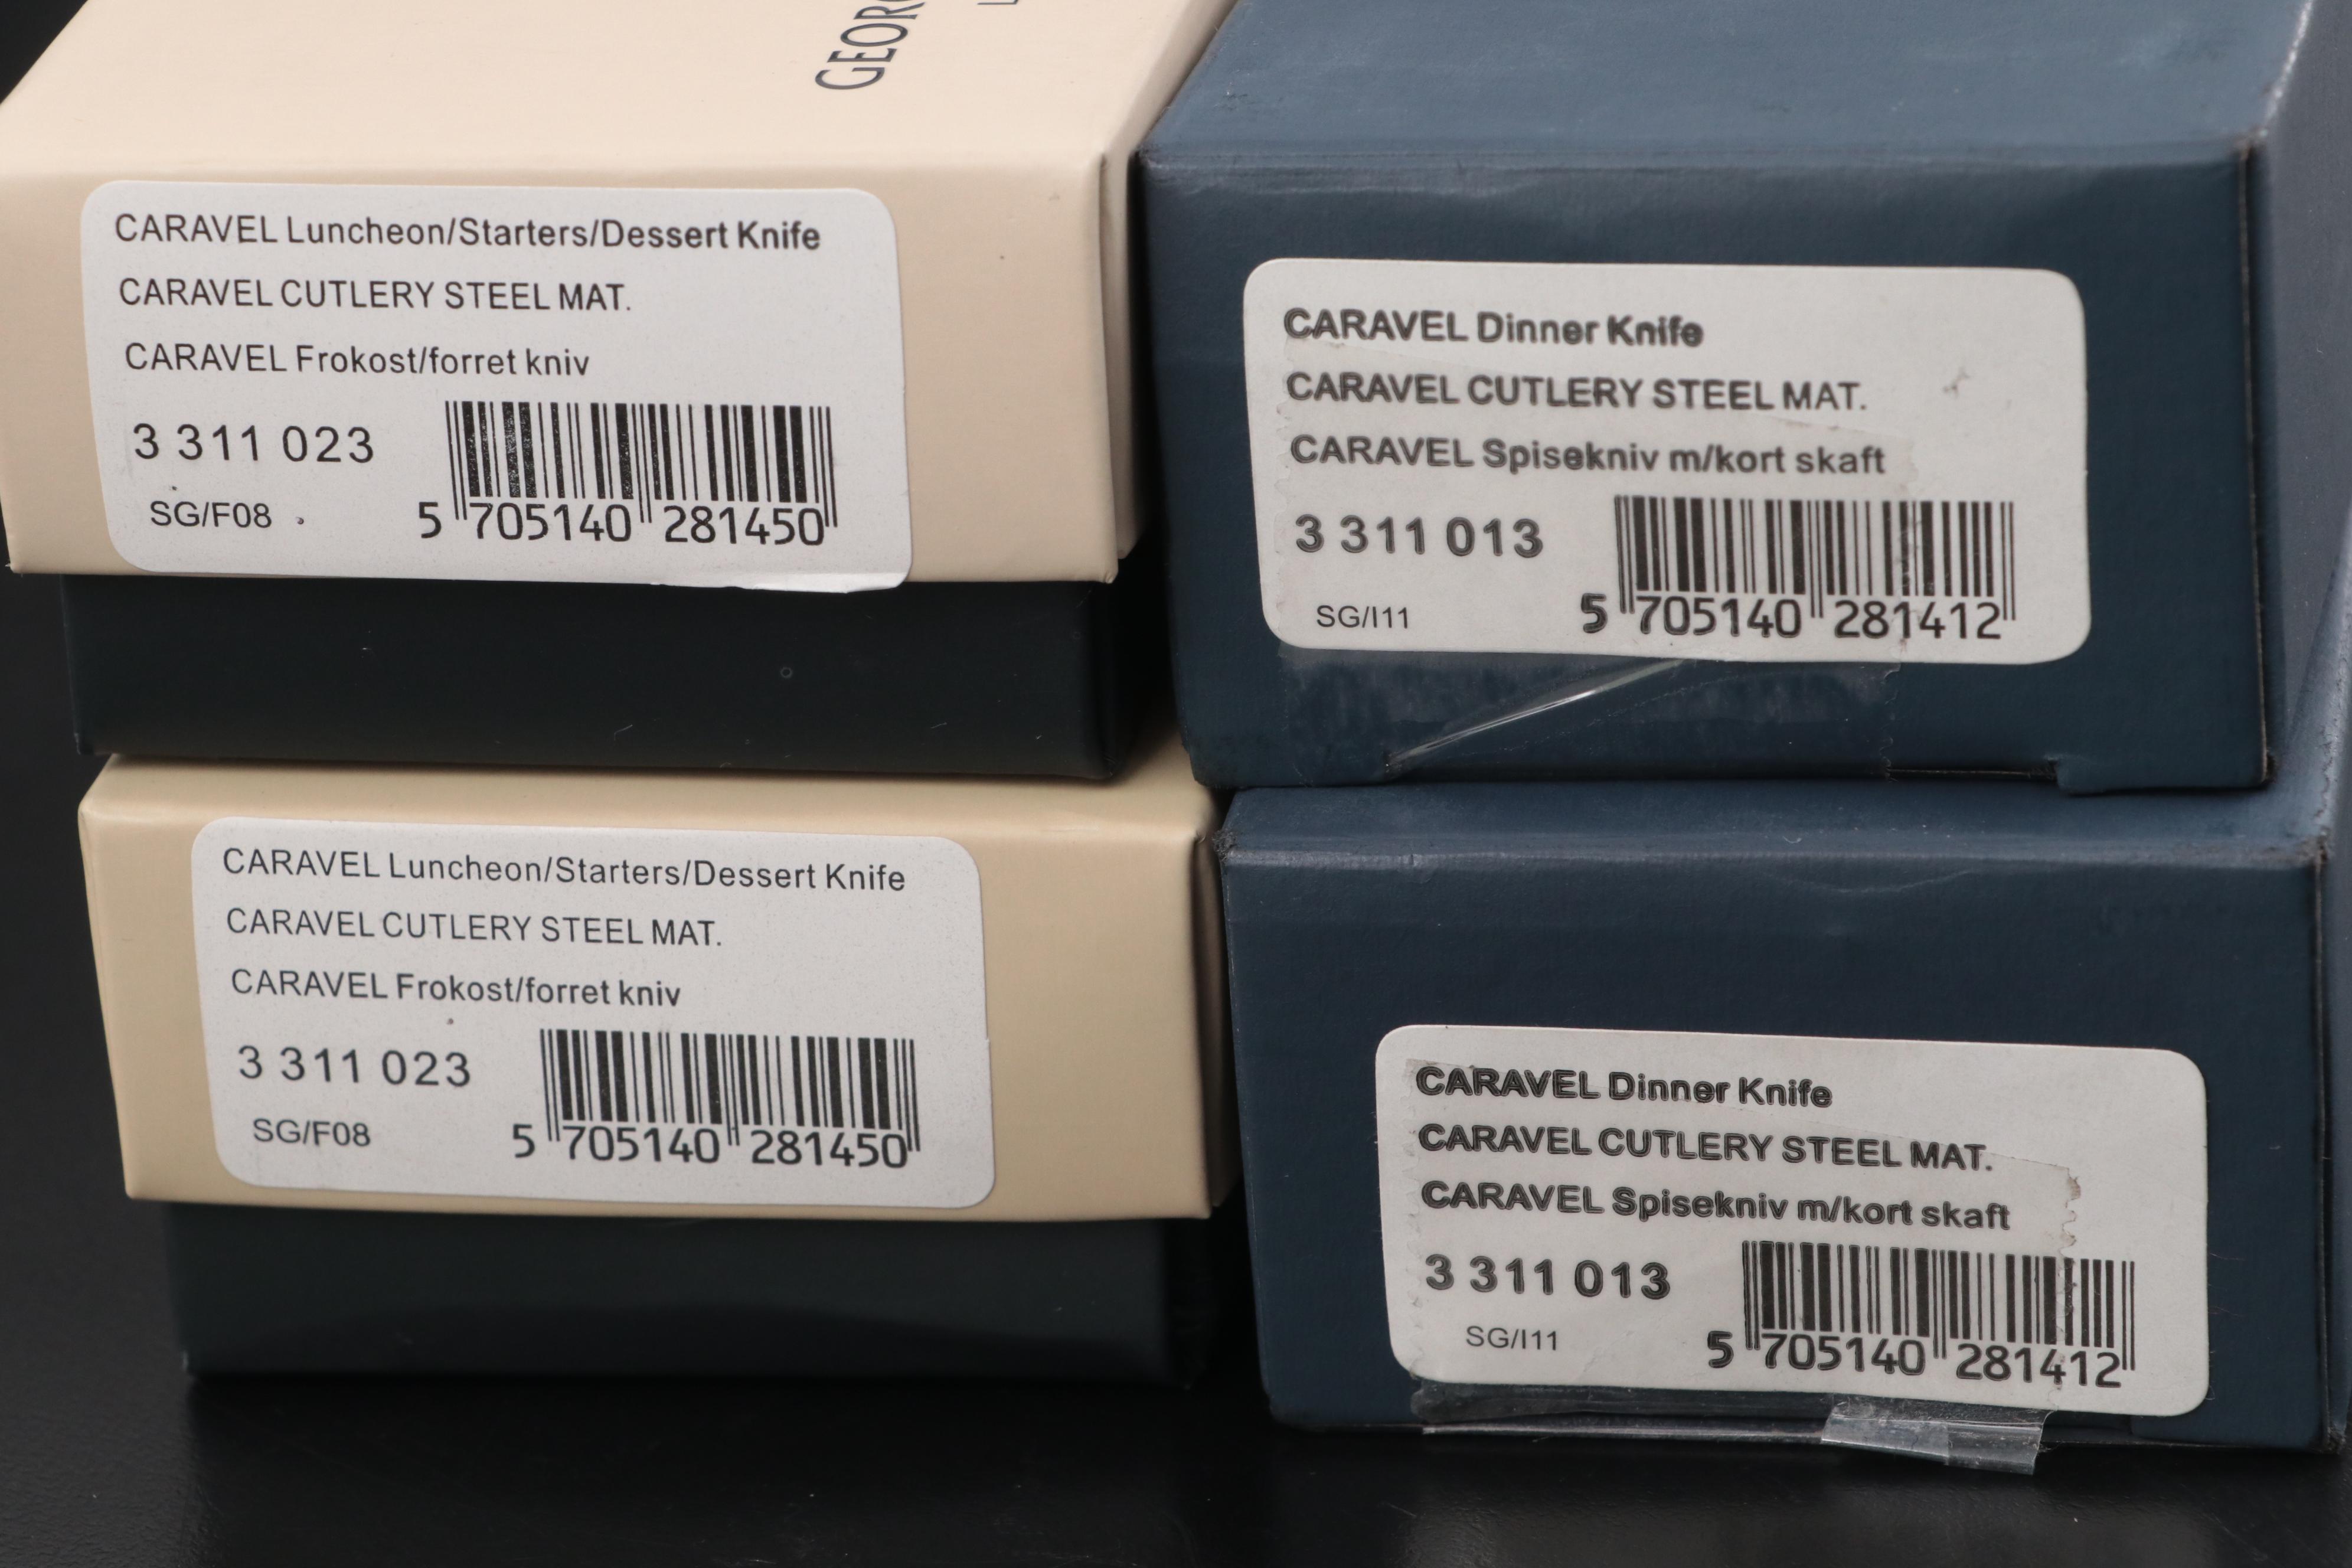 GEORG
CARAVEL Luncheon/Starters/Dessert Knife
CARAVEL CUTLERY STEEL MAT.
CARAVEL Frokost/forret kniv
3 311 023
SG/F08
5 705140 281450
CARAVEL Dinner Knife
CARAVEL CUTLERY STEEL MAT.
CARAVEL Spisekniv m/kort skaft
3 311 013
SG/I11
5 705140 281412
CARAVEL Luncheon/Starters/Dessert Knife
CARAVEL CUTLERY STEEL MAT.
CARAVEL Frokost/forret kniv
3 311 023
SG/F08
5 705140 281450
CARAVEL Dinner Knife
CARAVEL CUTLERY STEEL MAT.
CARAVEL Spisekniv m/kort skaft
3 311 013
SG/I11
5 705140 281412